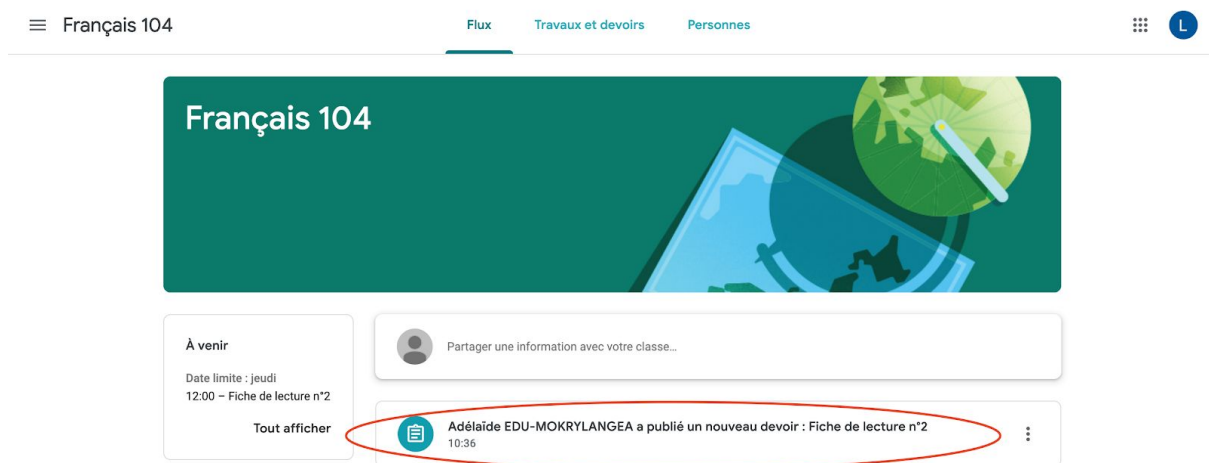 Français 104
Flux
Travaux et devoirs
Personnes
L
Français 104
À venir
Date limite : jeudi
12:00 – Fiche de lecture n°2
Tout afficher
Partager une information avec votre classe...
Adélaïde EDU-MOKRYLANGEA a publié un nouveau devoir : Fiche de lecture n°2
10:36